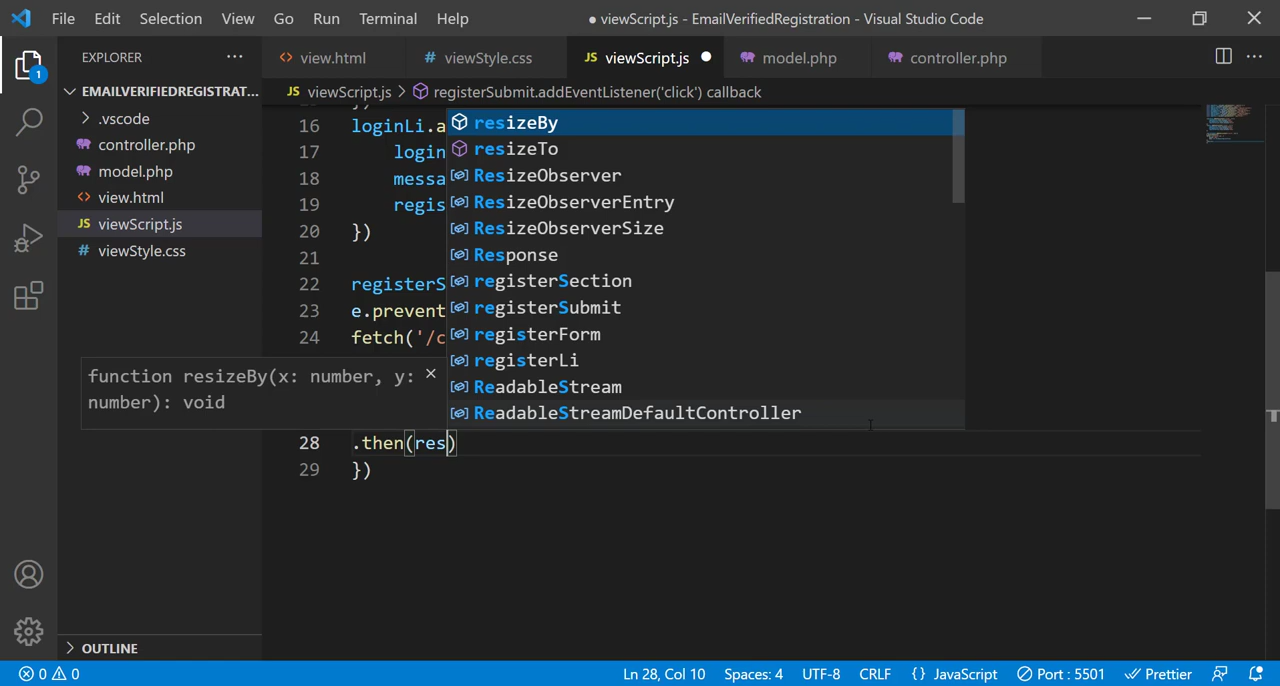 File Edit Selection View Go Run Terminal Help ● viewScript.js - EmailVerifiedRegistration - Visual Studio Code
1
EXPLORER ···
<> view.html # viewStyle.css JS viewScript.js ● model.php controller.php ···
EMAILVERIFIEDREGISTRAT...
JS viewScript.js > registerSubmit.addEventListener('click') callback
.vscode
controller.php
model.php
<> view.html
JS viewScript.js
# viewStyle.css
16 loginLi.a
17 login
18 messa
19 regis
20 })
21
22 registerS
23 e.prevent
24 fetch('/c
resizeBy
resizeTo
ResizeObserver
ResizeObserverEntry
ResizeObserverSize
Response
registerSection
registerSubmit
registerForm
registerLi
ReadableStream
ReadableStreamDefaultController
function resizeBy(x: number, y: ×
number): void
28 .then(res)
29 })
OUTLINE
0 0 Ln 28, Col 10 Spaces: 4 UTF-8 CRLF {} JavaScript Port : 5501 Prettier